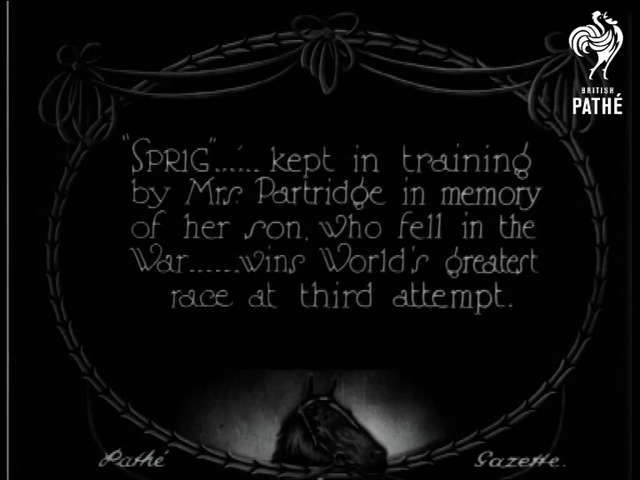 BRITISH
PATHÉ
"SPRIG"...... kept in training
by Mrs Partridge in memory
of her son, who fell in the
War......wins World's greatest
race at third attempt.
Pathé Gazette.